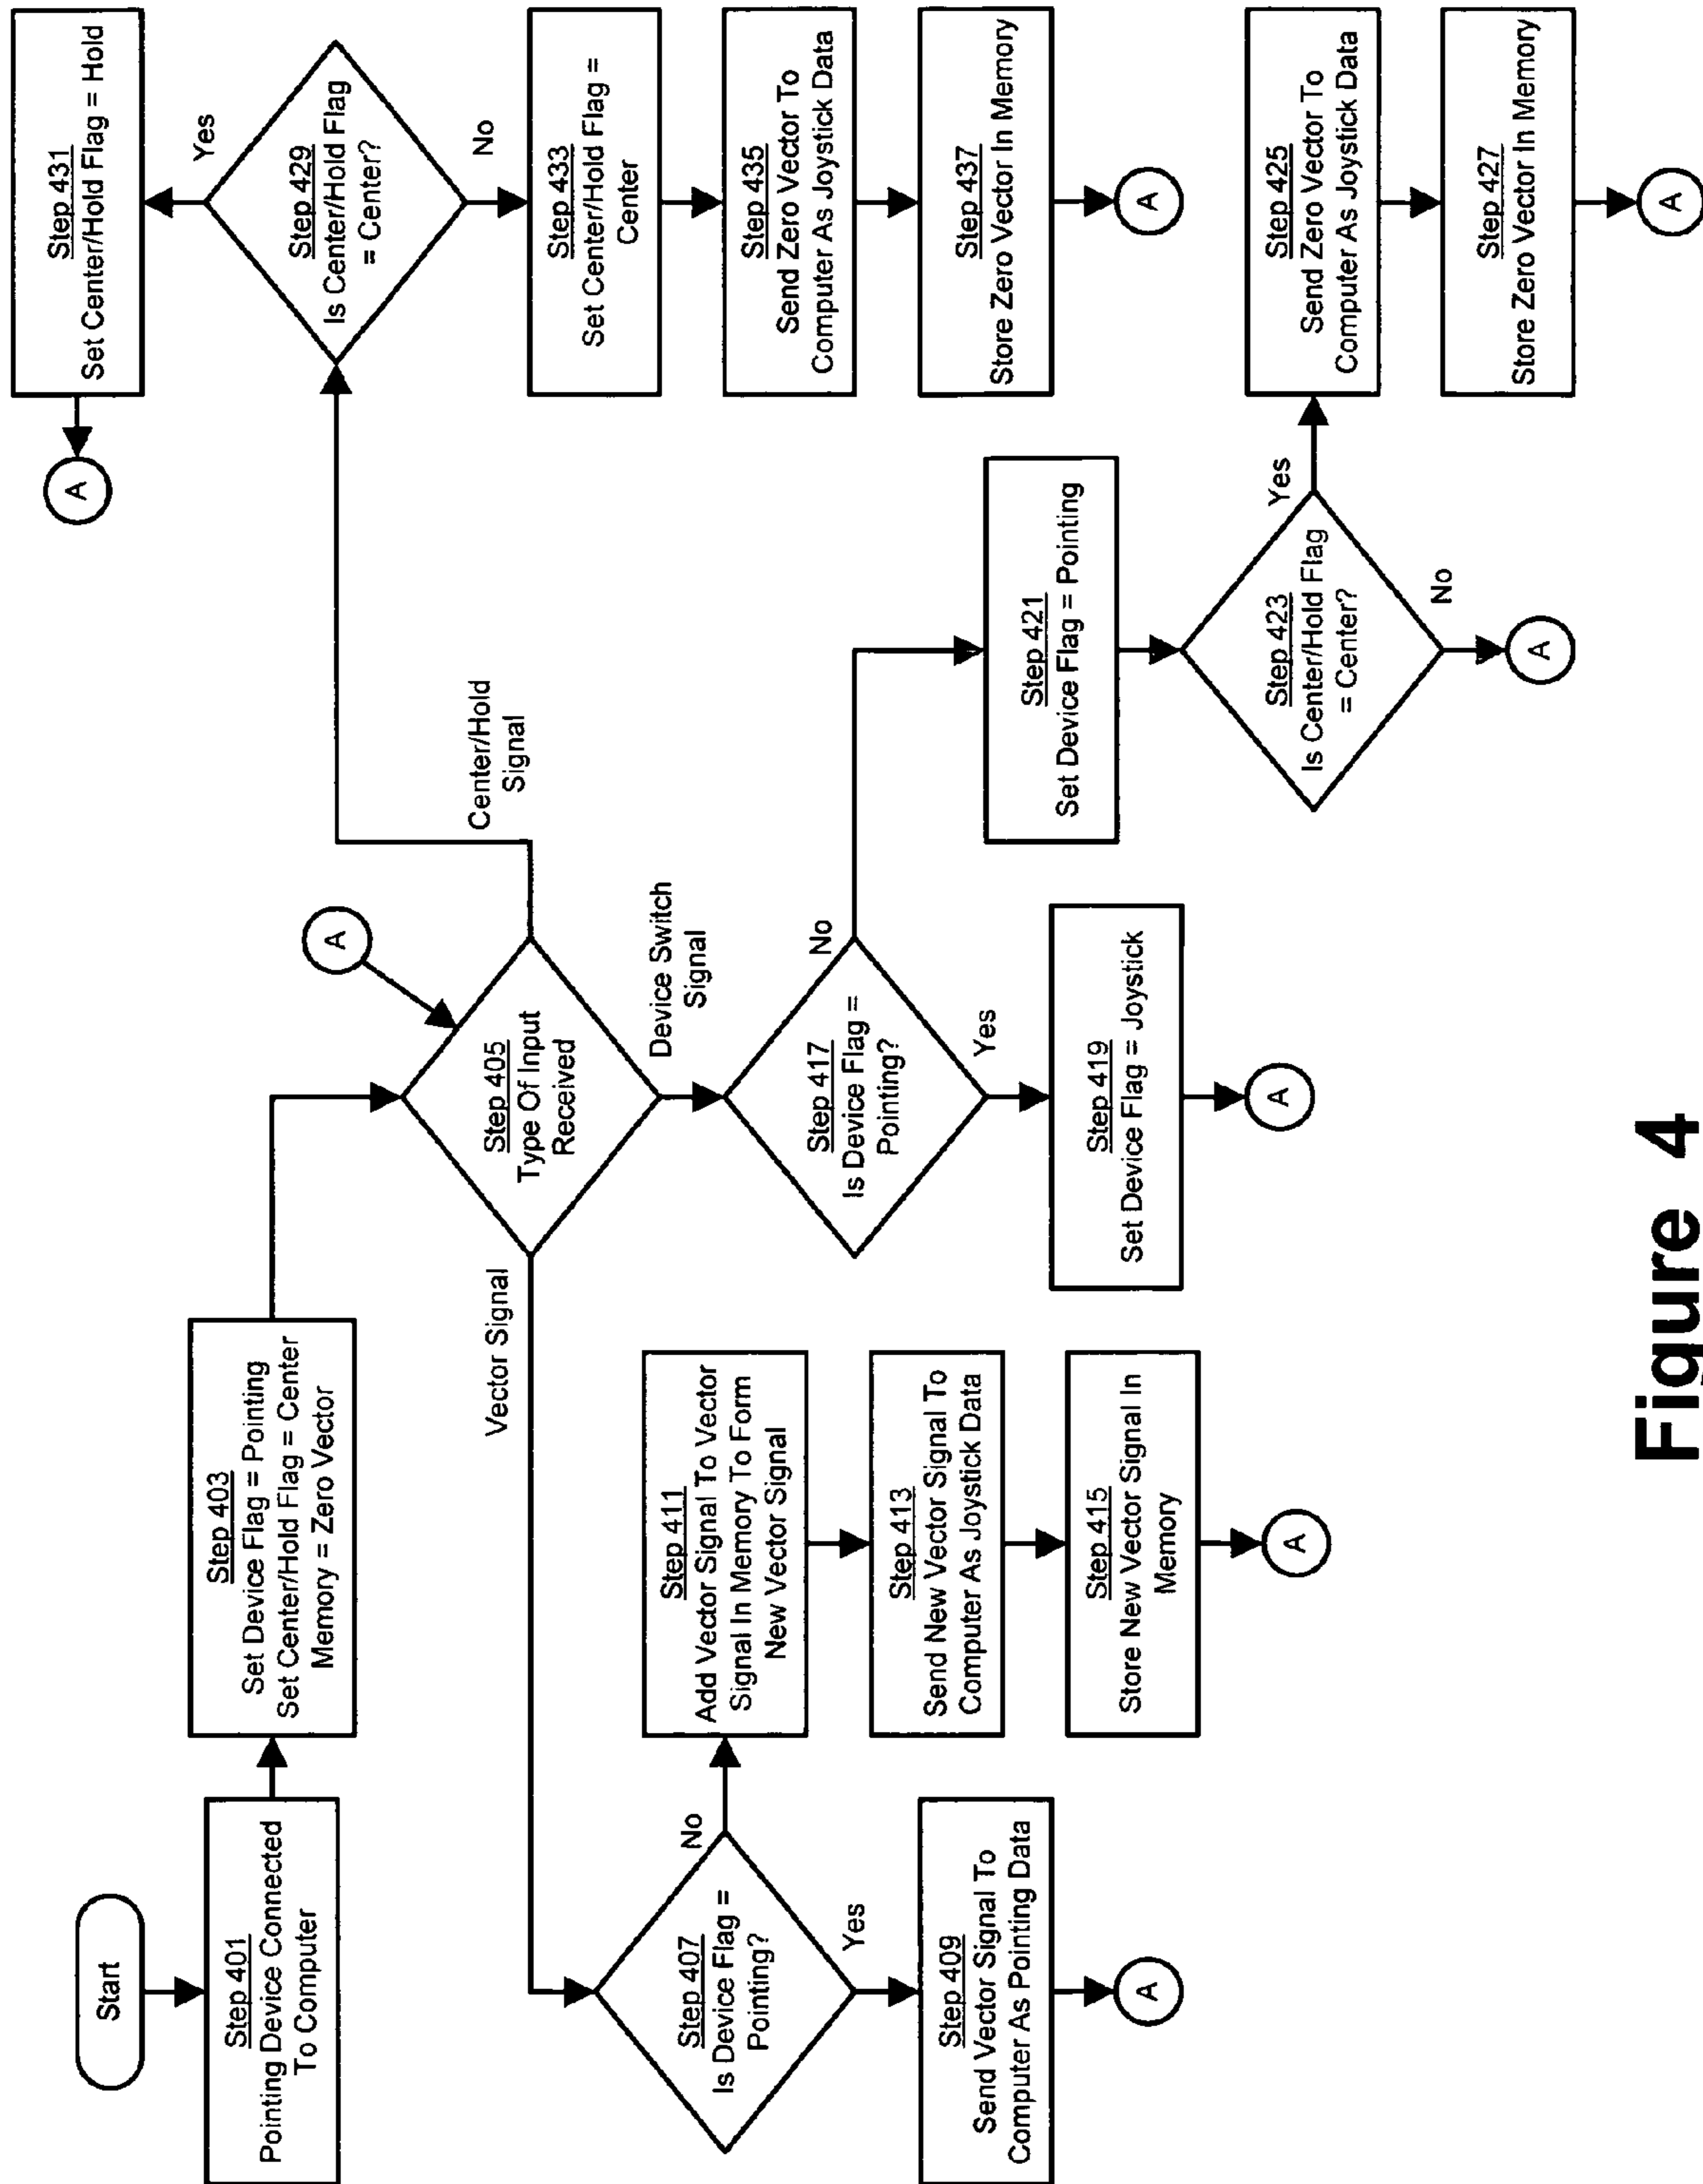 Start
Step 401
Pointing Device Connected
To Computer
Step 403
Set Device Flag = Pointing
Set Center/Hold Flag = Center
Memory = Zero Vector
A
Step 405
Type Of Input
Received
Vector Signal
Device Switch
Signal
Center/Hold
Signal
Step 407
Is Device Flag =
Pointing?
No
Yes
Step 409
Send Vector Signal To
Computer As Pointing Data
A
Step 411
Add Vector Signal To Vector
Signal In Memory To Form
New Vector Signal
Step 413
Send New Vector Signal To
Computer As Joystick Data
Step 415
Store New Vector Signal In
Memory
A
Step 417
Is Device Flag =
Pointing?
No
Yes
Step 419
Set Device Flag = Joystick
A
Step 421
Set Device Flag = Pointing
Step 423
Is Center/Hold Flag
= Center?
Yes
No
A
Step 425
Send Zero Vector To
Computer As Joystick Data
Step 427
Store Zero Vector In Memory
A
Step 429
Is Center/Hold Flag
= Center?
Yes
No
Step 431
Set Center/Hold Flag = Hold
A
Step 433
Set Center/Hold Flag =
Center
Step 435
Send Zero Vector To
Computer As Joystick Data
Step 437
Store Zero Vector In Memory
A
Figure 4